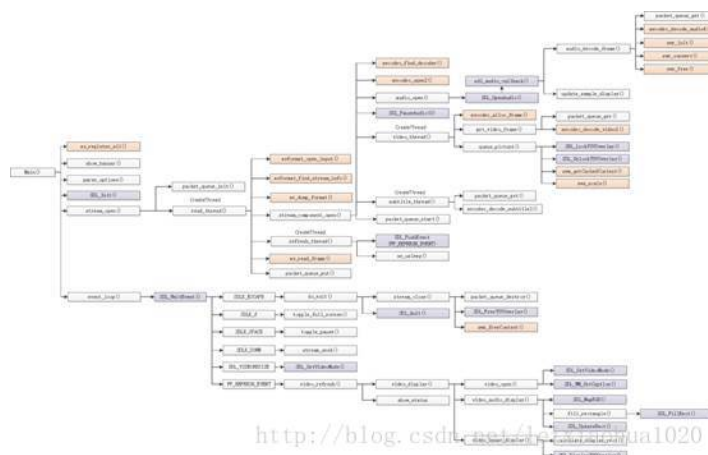 Main()
av_register_all()
show_banner()
parse_options()
SDL_Init()
stream_open()
packet_queue_init()
CreateThread
read_thread()
avformat_open_input()
avformat_find_stream_info()
av_dump_format()
stream_component_open()
CreateThread
refresh_thread()
av_read_frame()
packet_queue_put()
avcodec_find_decoder()
avcodec_open2()
audio_open()
SDL_PauseAudio()
CreateThread
video_thread()
CreateThread
subtitle_thread()
packet_queue_start()
SDL_PushEvent
(FF_REFRESH_EVENT)
av_usleep()
sdl_audio_callback()
SDL_OpenAudio()
avcodec_alloc_frame()
get_video_frame()
queue_picture()
packet_queue_get()
avcodec_decode_subtitle2()
audio_decode_frame()
update_sample_display()
packet_queue_get()
avcodec_decode_video2()
SDL_LockYUVOverlay()
SDL_UnlockYUVOverlay()
sws_getCachedContext()
sws_scale()
packet_queue_get()
avcodec_decode_audio4()
swr_init()
swr_convert()
swr_free()
event_loop()
SDL_WaitEvent()
SDLK_ESCAPE
do_exit()
stream_close()
packet_queue_destroy()
SDL_FreeYUVOverlay()
sws_freeContext()
SDL_Quit()
SDLK_f
toggle_full_screen()
SDLK_SPACE
toggle_pause()
SDLK_DOWN
stream_seek()
SDL_VIDEORESIZE
SDL_SetVideoMode()
FF_REFRESH_EVENT
video_refresh()
video_display()
show_status
video_open()
SDL_SetVideoMode()
SDL_WM_SetCaption()
video_audio_display()
SDL_MapRGB()
fill_rectangle()
SDL_FillRect()
SDL_UpdateRect()
video_image_display()
calculate_display_rect()